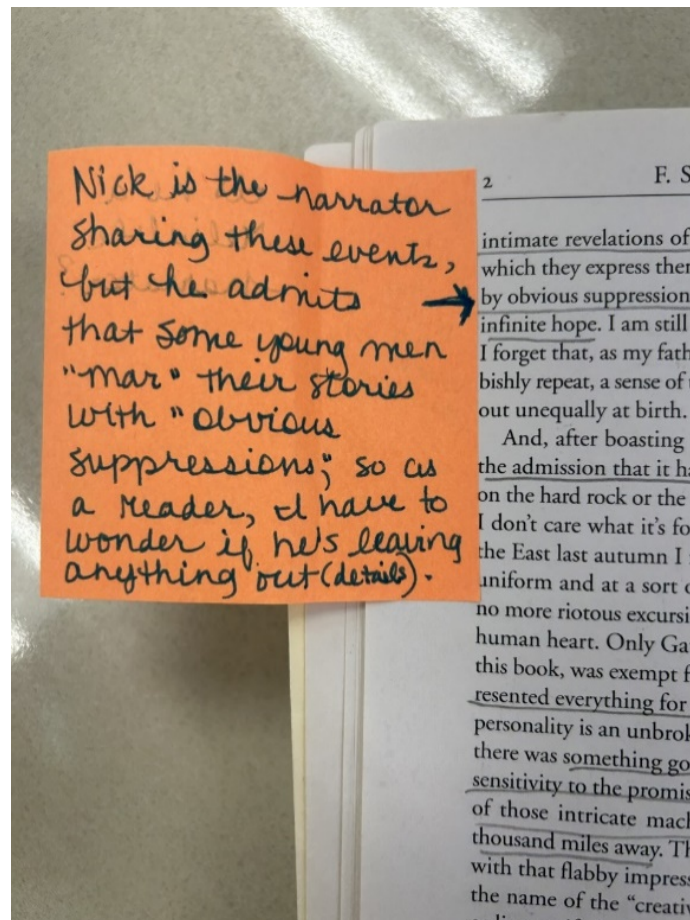 Nick is the narrator
sharing these events,
but he admits
that some young men
"mar" their stories
with "obvious
suppressions", so as
a reader, I have to
wonder if he's leaving
anything out (details).
2 F. S
intimate revelations of
which they express ther
by obvious suppression
infinite hope. I am still
I forget that, as my fath
bishly repeat, a sense of
out unequally at birth.
And, after boasting
the admission that it ha
on the hard rock or the
I don't care what it's fo
the East last autumn I
uniform and at a sort
no more riotous excursi
human heart. Only Ga
this book, was exempt f
resented everything for
personality is an unbrok
there was something go
sensitivity to the promis
of those intricate mach
thousand miles away. Th
with that flabby impress
the name of the "creativ